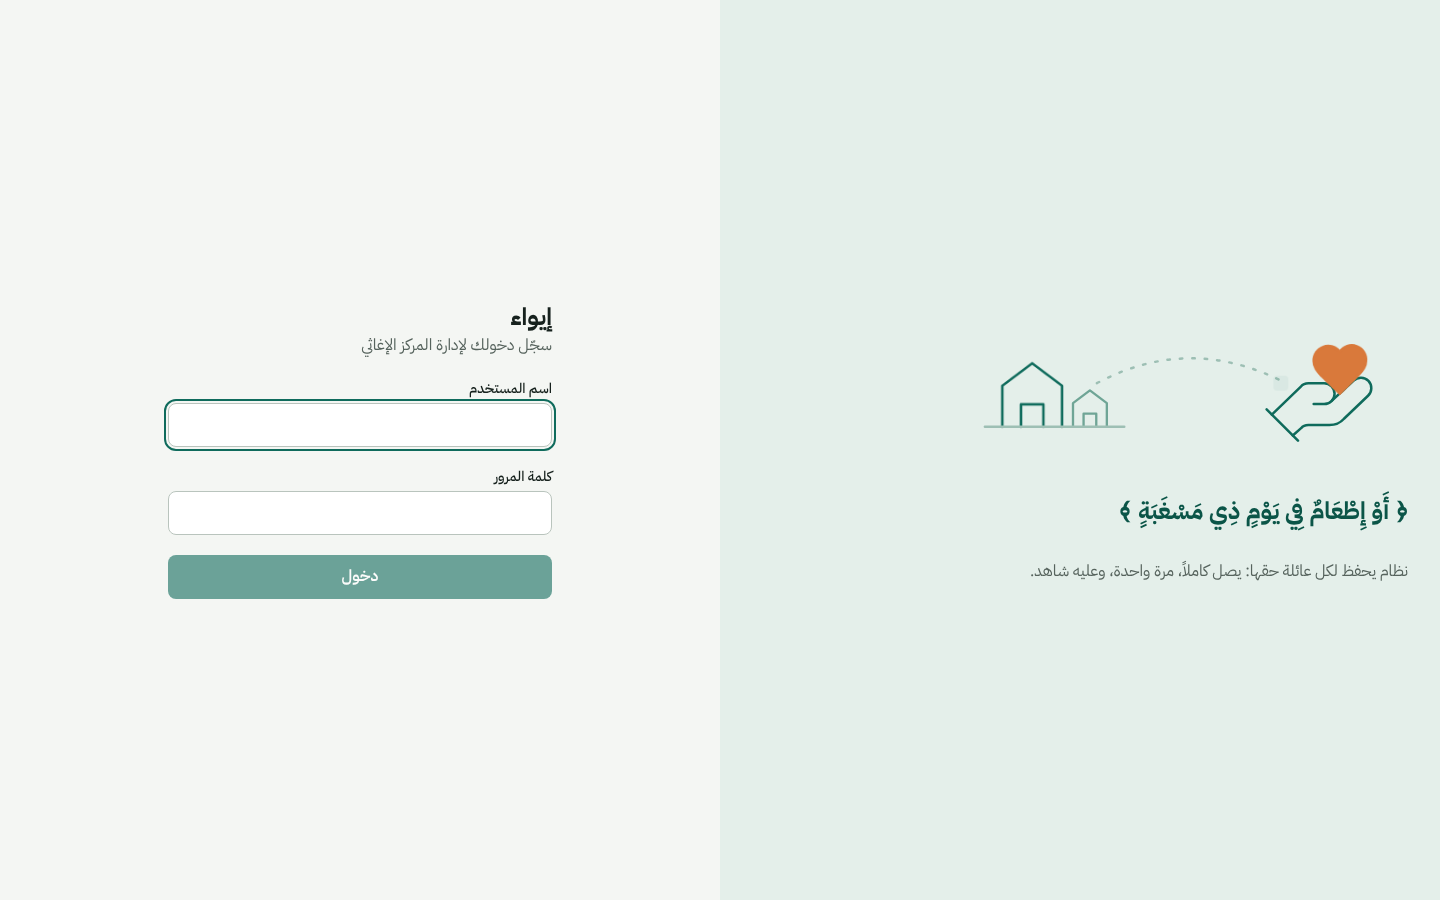 ﴿ أَوْ إِطْعَامٌ فِي يَوْمٍ ذِي مَسْغَبَةٍ ﴾
نظام يحفظ لكل عائلة حقها: يصل كاملاً، مرة واحدة، وعليه شاهد.
إيواء
سجّل دخولك لإدارة المركز الإغاثي
اسم المستخدم
كلمة المرور
دخول